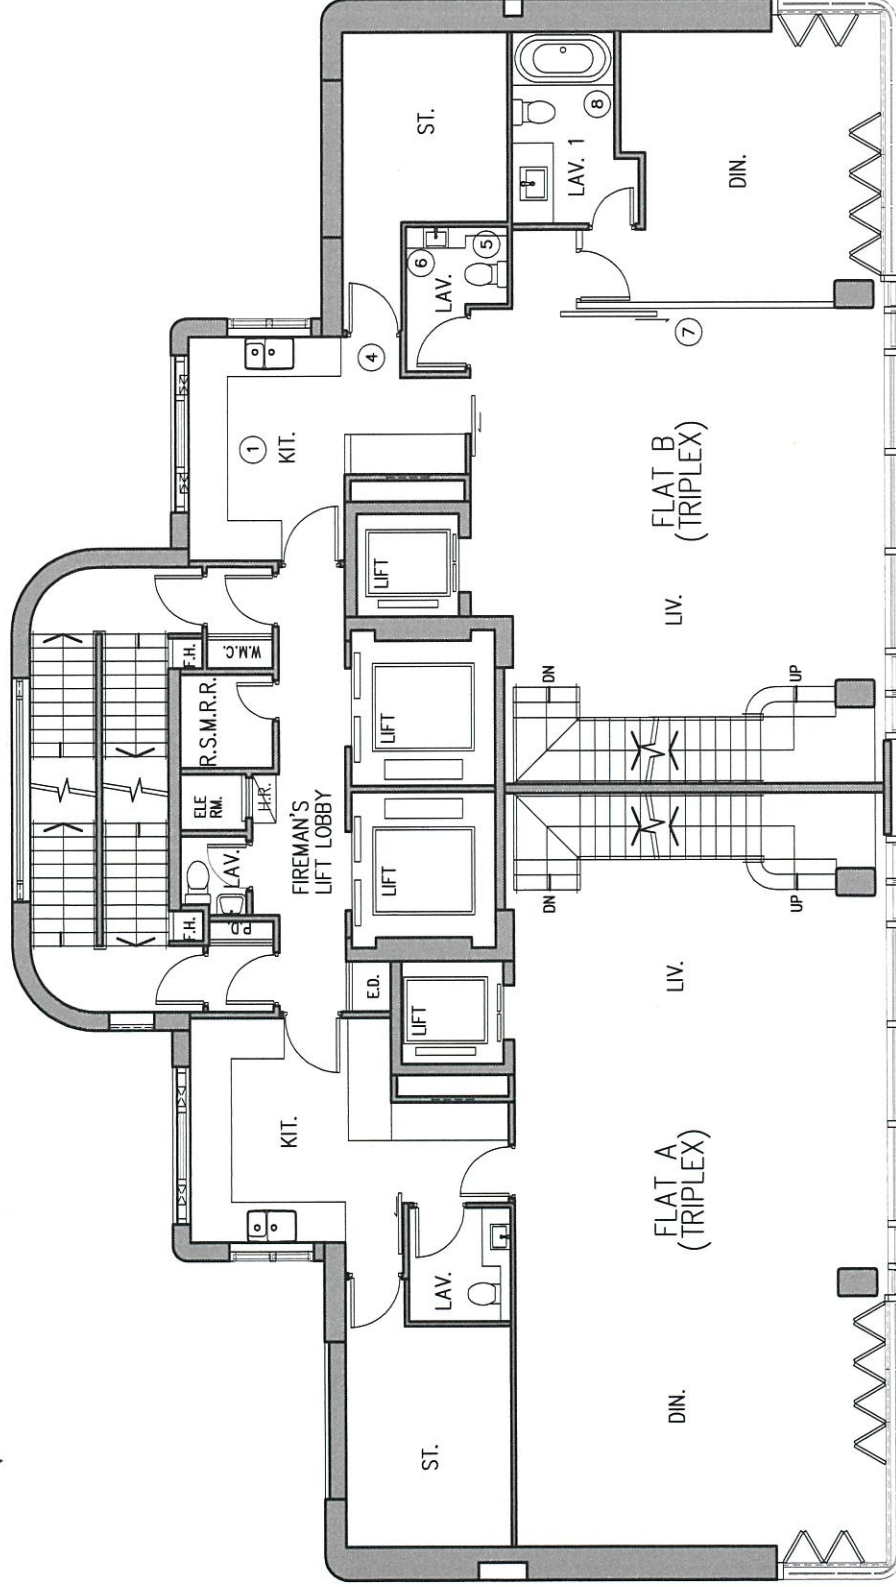 ST.
LAV. 1
8
DIN.
6
5
LAV.
4
7
1
KIT.
FLAT B
(TRIPLEX)
LIFT
LIV.
F.H.
W.M.C.
R.S.M.R.R.
LIFT
DN
UP
ELE
RM.
H.R.
FIREMAN'S
LIFT LOBBY
LAV.
LIFT
DN
UP
F.H.
P.D.
E.D.
LIFT
LIV.
KIT.
FLAT A
(TRIPLEX)
LAV.
ST.
DIN.